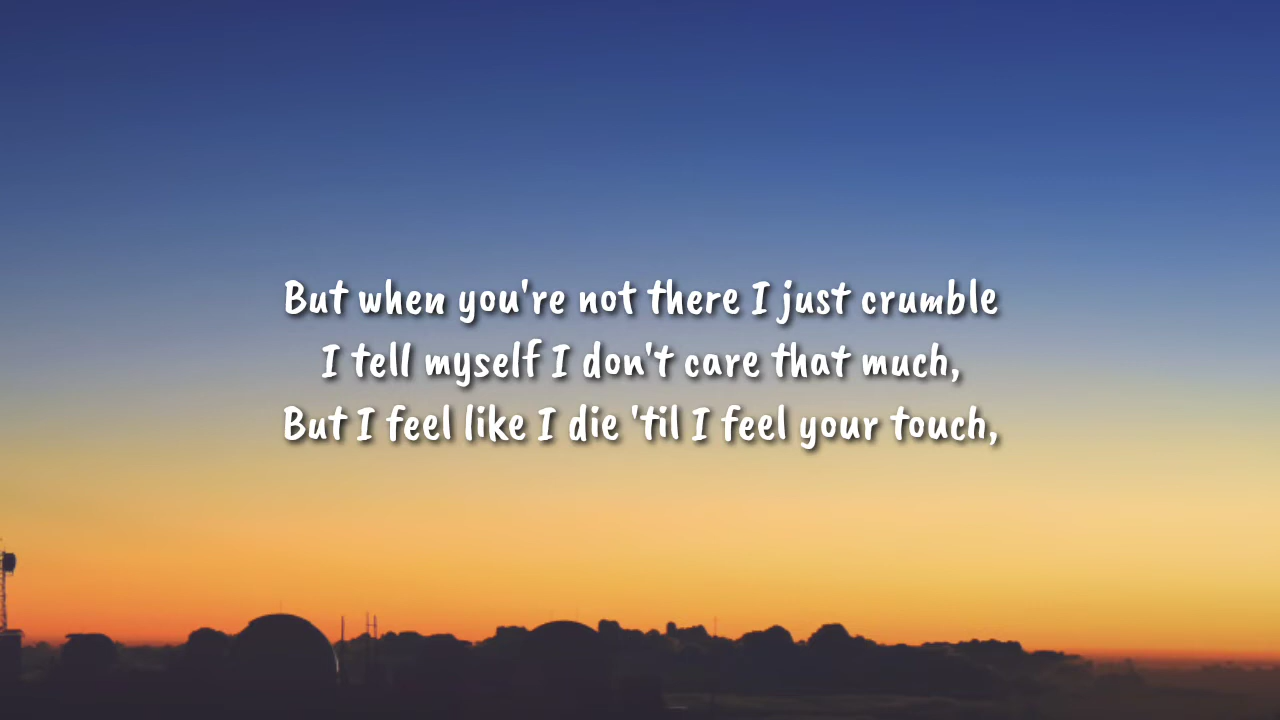 But when you're not there I just crumble
I tell myself I don't care that much,
But I feel like I die 'til I feel your touch,